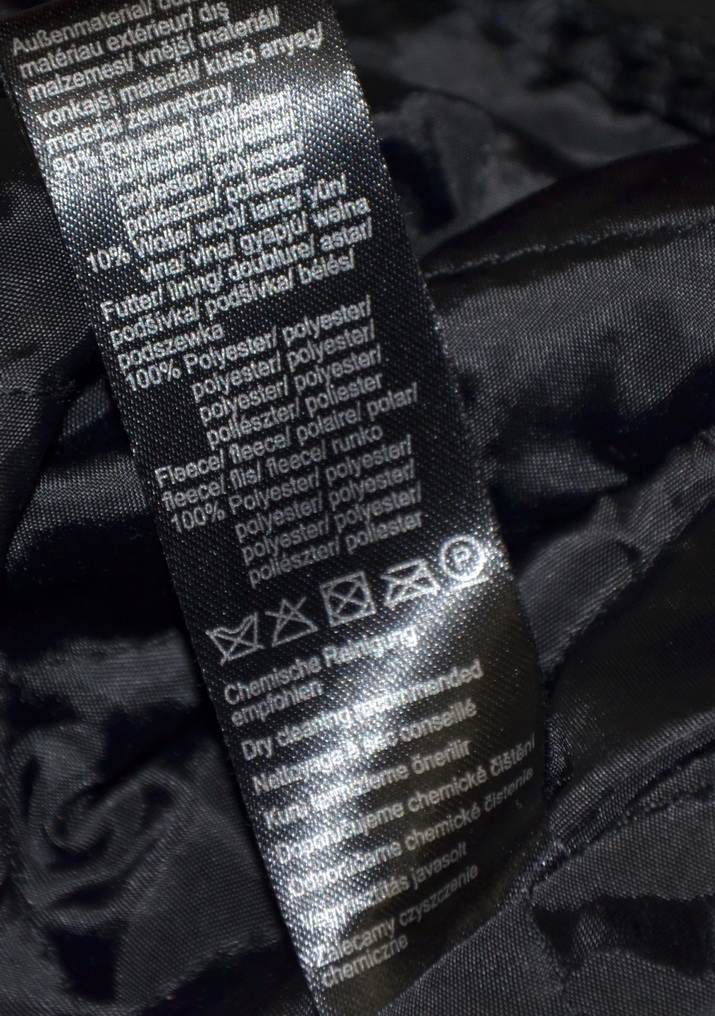 Außenmaterial/
matériau extérieur/ dış
malzemesi/ vnější materiál/
vonkajší materiál/ külső anyag/
materiał zewnętrzny
90% Polyester/ polyester/
polyester/ polyester/
polyester/ polyester/
poliészter/ poliester
10% Wolle/ wool/ laine/ yün/
vlna/ vlna/ gyapjú/ wełna
Futter/ lining/ doublure/ astar/
podšívka/ podšívka/ bélés/
podszewka
100% Polyester/ polyester/
polyester/ polyester/
polyester/ polyester/
poliészter/ poliester
Fleece/ fleece/ polaire/ polar/
fleece/ flis/ fleece/ runko
100% Polyester/ polyester/
polyester/ polyester/
polyester/ polyester/
poliészter/ poliester
P
Chemische Reinigung
empfohlen
Dry cleaning recommended
Nettoyage à sec conseillé
Kuru temizleme önerilir
Doporučujeme chemické čištění
Odporúčame chemické čistenie
Vegytisztítás javasolt
Zalecamy czyszczenie
chemiczne